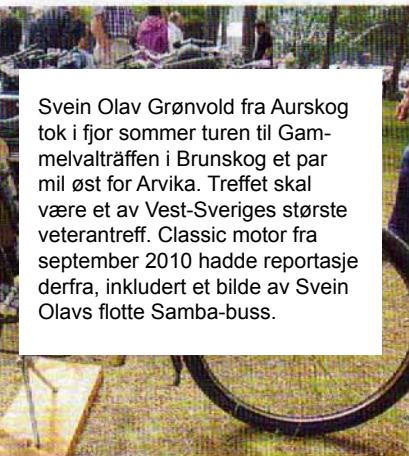 Svein Olav Grønvold fra Aurskog
tok i fjor sommer turen til Gam-
melvalträffen i Brunskog et par
mil øst for Arvika. Treffet skal
være et av Vest-Sveriges større
veterantreff. Classic motor fra
september 2010 hadde reportasje
derfra, inkludert et bilde av Svein
Olavs flotte Samba-buss.